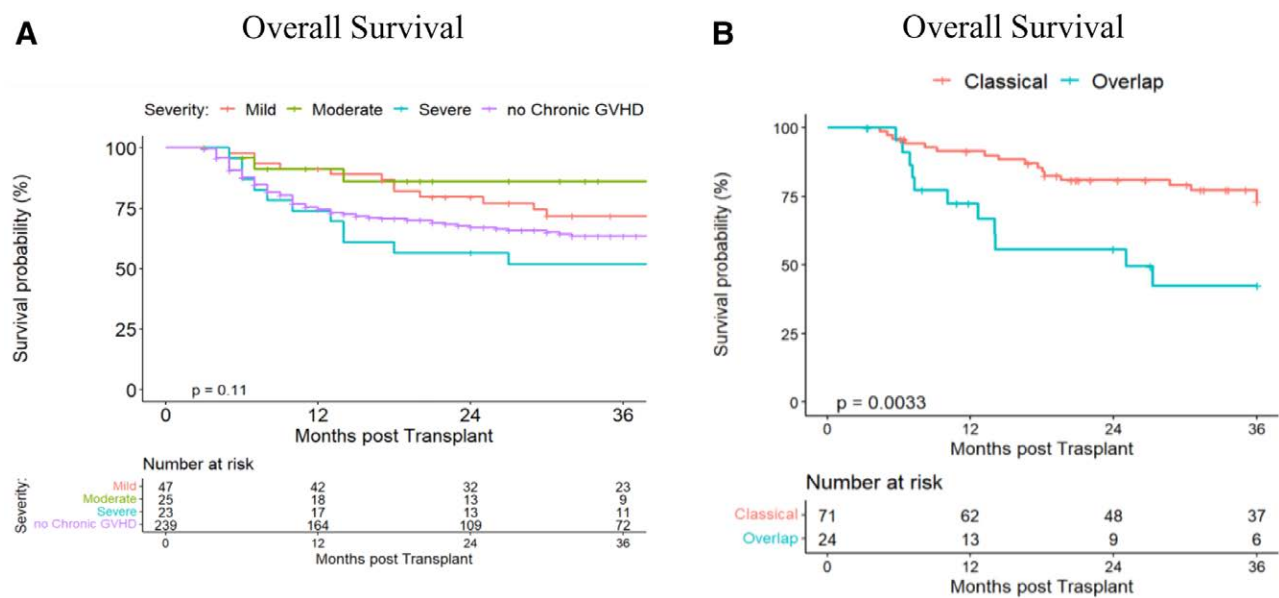 A
Overall Survival
Severity: Mild Moderate Severe no Chronic GVHD
Survival probability (%)
100
75
50
25
0
p = 0.11
0 12 24 36
Months post Transplant
Number at risk
Severity:
Mild 47 42 32 23
Moderate 25 18 13 9
Severe 23 17 13 11
no Chronic GVHD 239 164 109 72
0 12 24 36
Months post Transplant
B
Overall Survival
Classical Overlap
Survival probability (%)
100
75
50
25
0
p = 0.0033
0 12 24 36
Months post Trasplant
Number at risk
Classical 71 62 48 37
Overlap 24 13 9 6
0 12 24 36
Months post Transplant